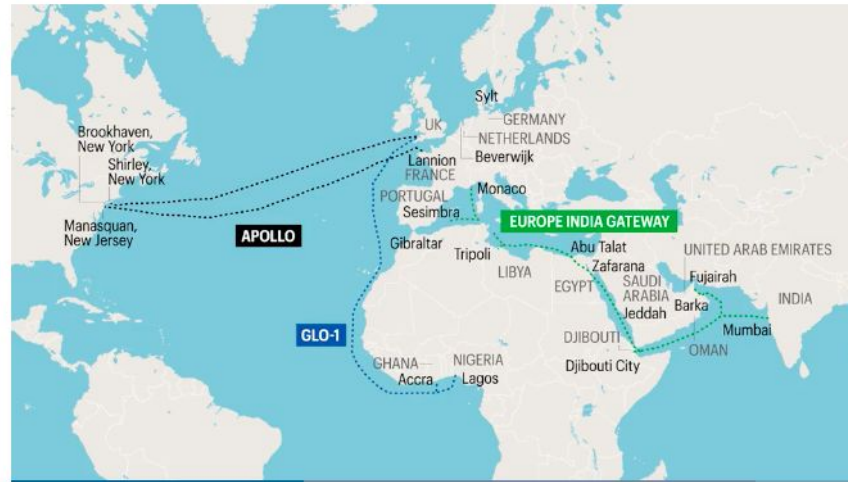 Sylt
GERMANY
UK
NETHERLANDS
Beverwijk
Brookhaven,
New York
Shirley,
New York
Lannion
FRANCE
Monaco
PORTUGAL
Sesimbra
EUROPE INDIA GATEWAY
Manasquan,
New Jersey
APOLLO
Gibraltar
Tripoli
Abu Talat
UNITED ARAB EMIRATES
LIBYA
Zafarana
Fujairah
EGYPT
SAUDI
ARABIA
Jeddah
Barka
INDIA
GLO-1
Mumbai
DJIBOUTI
OMAN
GHANA
NIGERIA
Accra
Lagos
Djibouti City